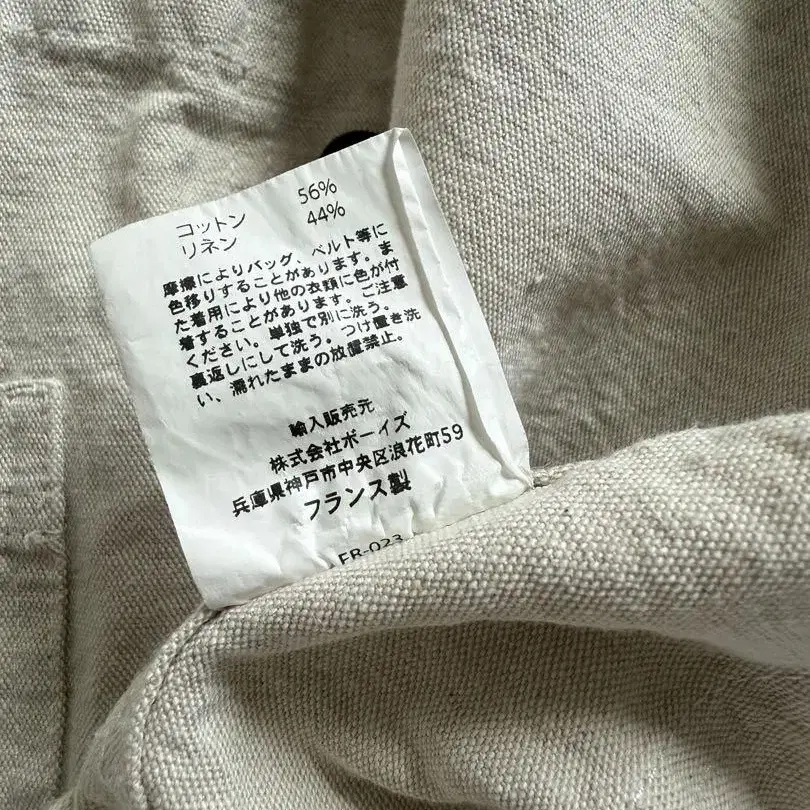 コットン 56%
リネン 44%
摩擦によりバッグ、ベルト等に
色移りすることがあります。ま
た着用により他の衣類に色が付
着することがあります。ご注意
ください。単独で別に洗う。
裏返しにして洗う。つけ置き洗
い、濡れたままの放置禁止。
輸入販売元
株式会社ボーイズ
兵庫県神戸市中央区浪花町59
フランス製
FR-023